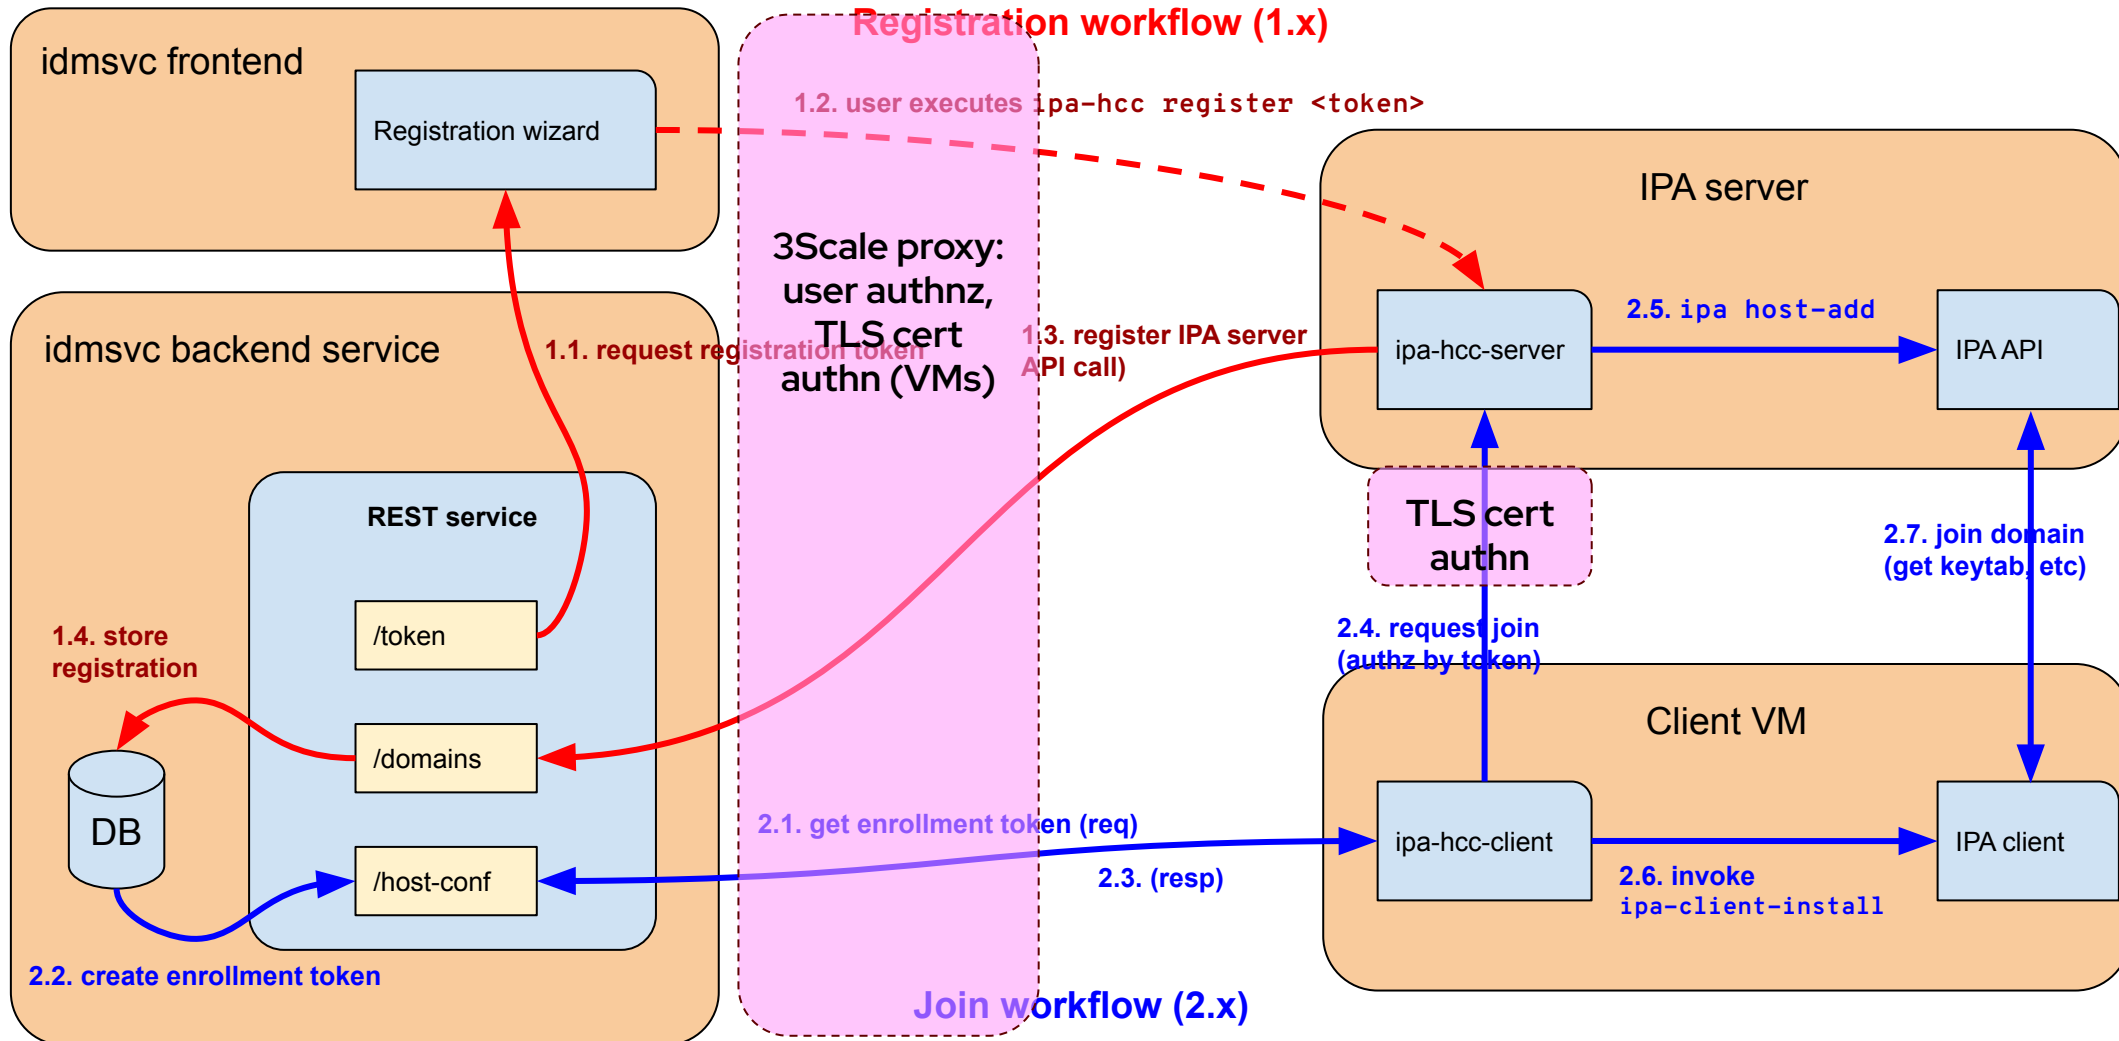 Registration workflow (1.x)
idmsvc frontend
Registration wizard
1.2. user executes ipa-hcc register <token>
IPA server
3Scale proxy:
user authnz,
TLS cert
authn (VMs)
idmsvc backend service
1.1. request registration token
1.3. register IPA server
API call)
ipa-hcc-server
2.5. ipa host-add
IPA API
REST service
TLS cert
authn
2.7. join domain
(get keytab, etc)
/token
1.4. store
registration
2.4. request join
(authz by token)
Client VM
/domains
DB
2.1. get enrollment token (req)
ipa-hcc-client
IPA client
/host-conf
2.3. (resp)
2.6. invoke
ipa-client-install
2.2. create enrollment token
Join workflow (2.x)